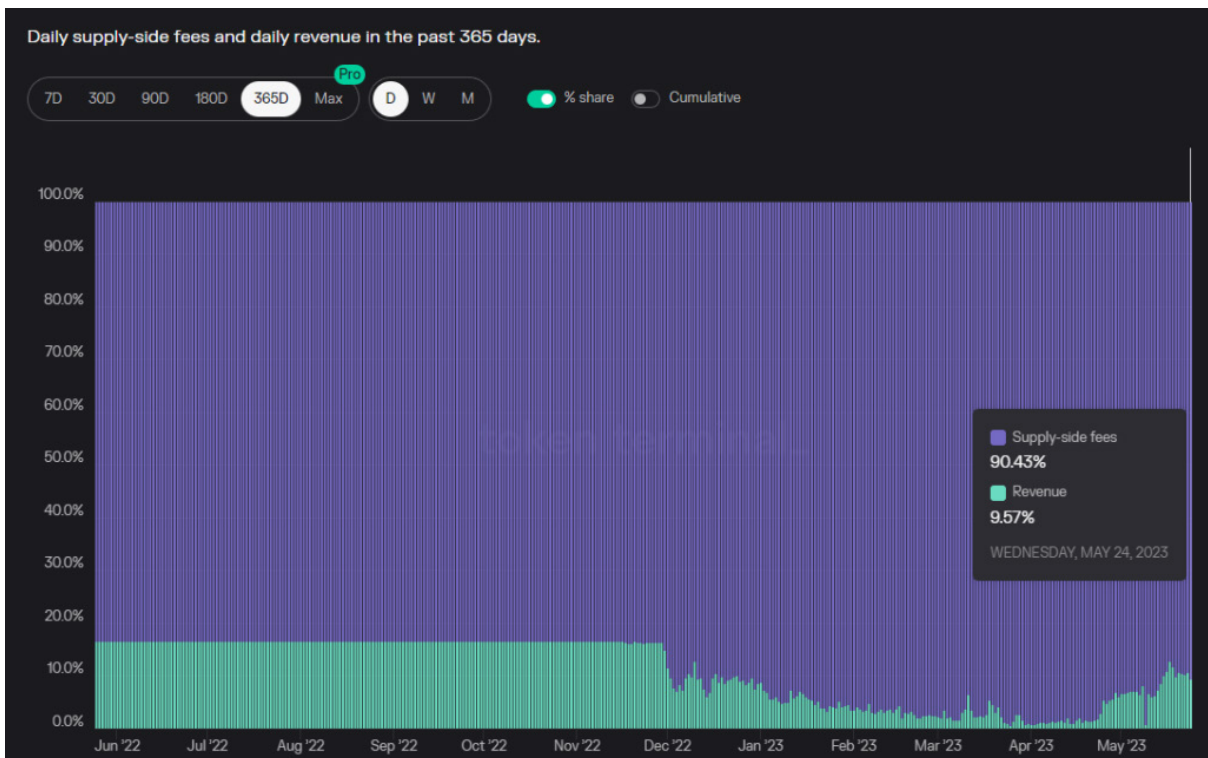 Daily supply-side fees and daily revenue in the past 365 days.
Pro
7D 30D 90D 180D 365D Max D W M % share Cumulative
100.0%
90.0%
80.0%
70.0%
60.0%
50.0%
40.0%
30.0%
20.0%
10.0%
0.0%
token terminal_
Supply-side fees
90.43%
Revenue
9.57%
WEDNESDAY, MAY 24, 2023
Jun '22 Jul '22 Aug '22 Sep '22 Oct '22 Nov '22 Dec '22 Jan '23 Feb '23 Mar '23 Apr '23 May '23